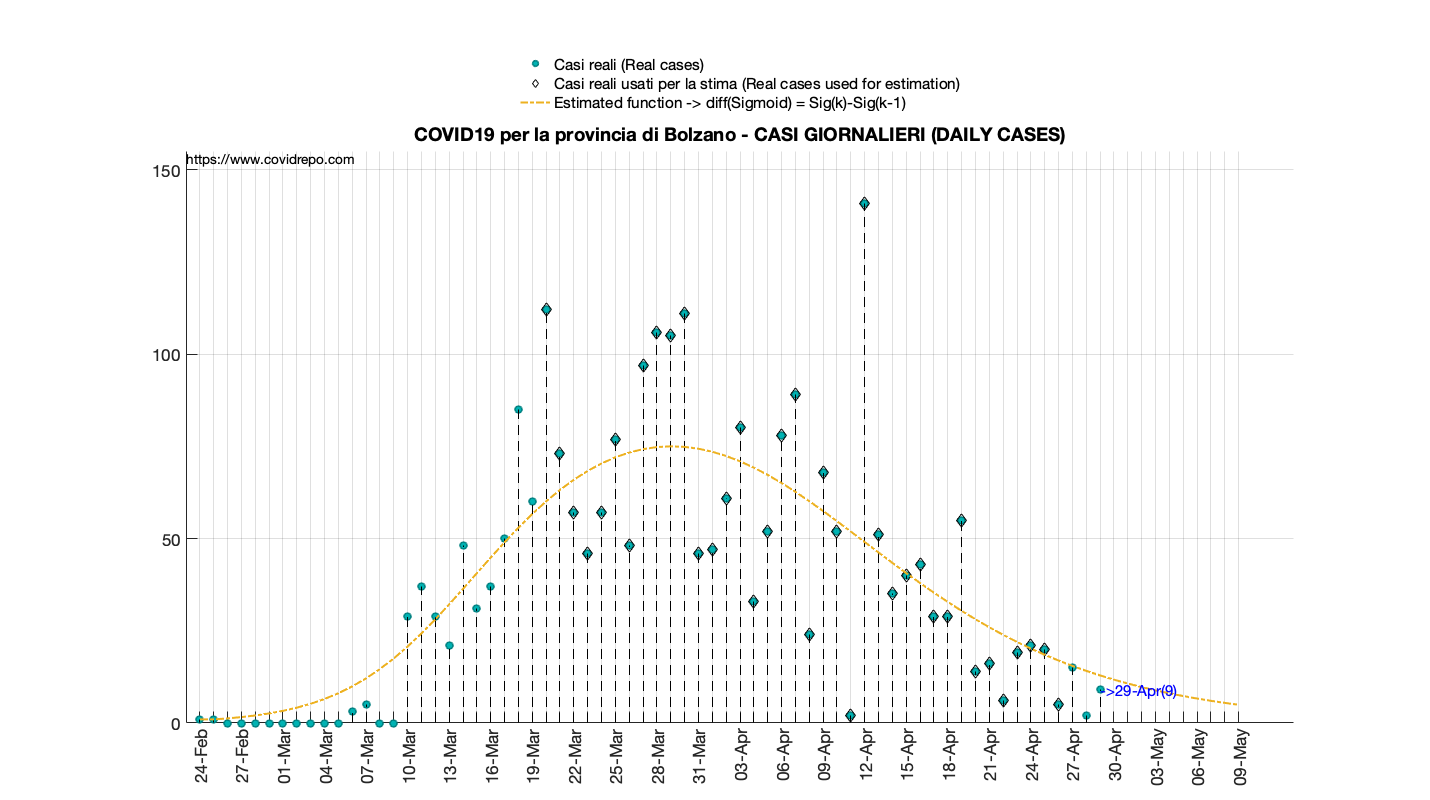 Casi reali (Real cases)
Casi reali usati per la stima (Real cases used for estimation)
Estimated function -> diff(Sigmoid) = Sig(k)-Sig(k-1)
COVID19 per la provincia di Bolzano - CASI GIORNALIERI (DAILY CASES)
https://www.covidrepo.com
150
100
50
0
->29-Apr(9)
24-Feb
27-Feb
01-Mar
04-Mar
07-Mar
10-Mar
13-Mar
16-Mar
19-Mar
22-Mar
25-Mar
28-Mar
31-Mar
03-Apr
06-Apr
09-Apr
12-Apr
15-Apr
18-Apr
21-Apr
24-Apr
27-Apr
30-Apr
03-May
06-May
09-May